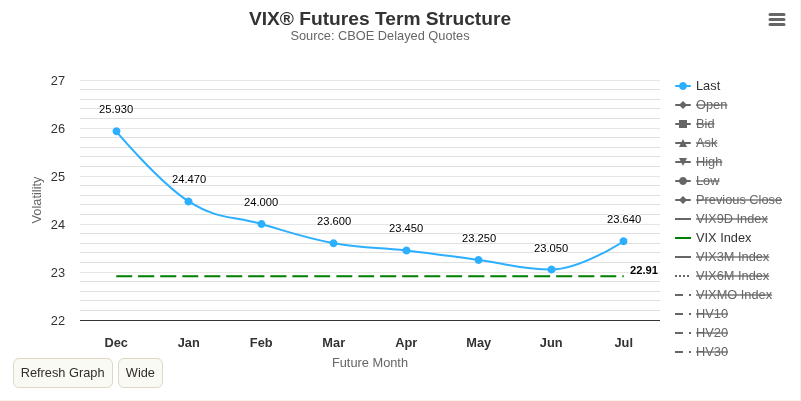 VIX® Futures Term Structure
Source: CBOE Delayed Quotes
27
26
25
24
23
22
Volatility
25.930
24.470
24.000
23.600
23.450
23.250
23.050
23.640
22.91
Dec
Jan
Feb
Mar
Apr
May
Jun
Jul
Future Month
Last
Open
Bid
Ask
High
Low
Previous Close
VIX9D Index
VIX Index
VIX3M Index
VIX6M Index
VIXMO Index
HV10
HV20
HV30
Refresh Graph
Wide